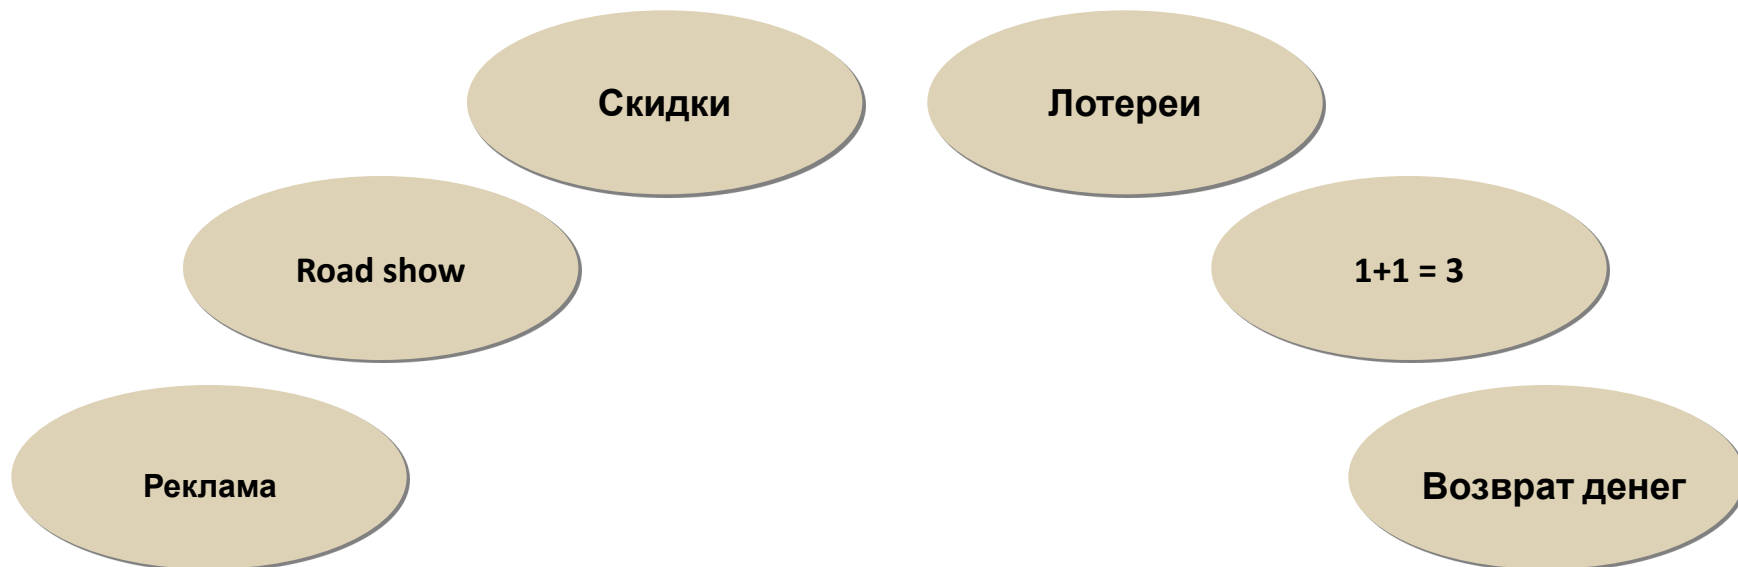 Скидки
Лотереи
Road show
1+1 = 3
Реклама
Возврат денег